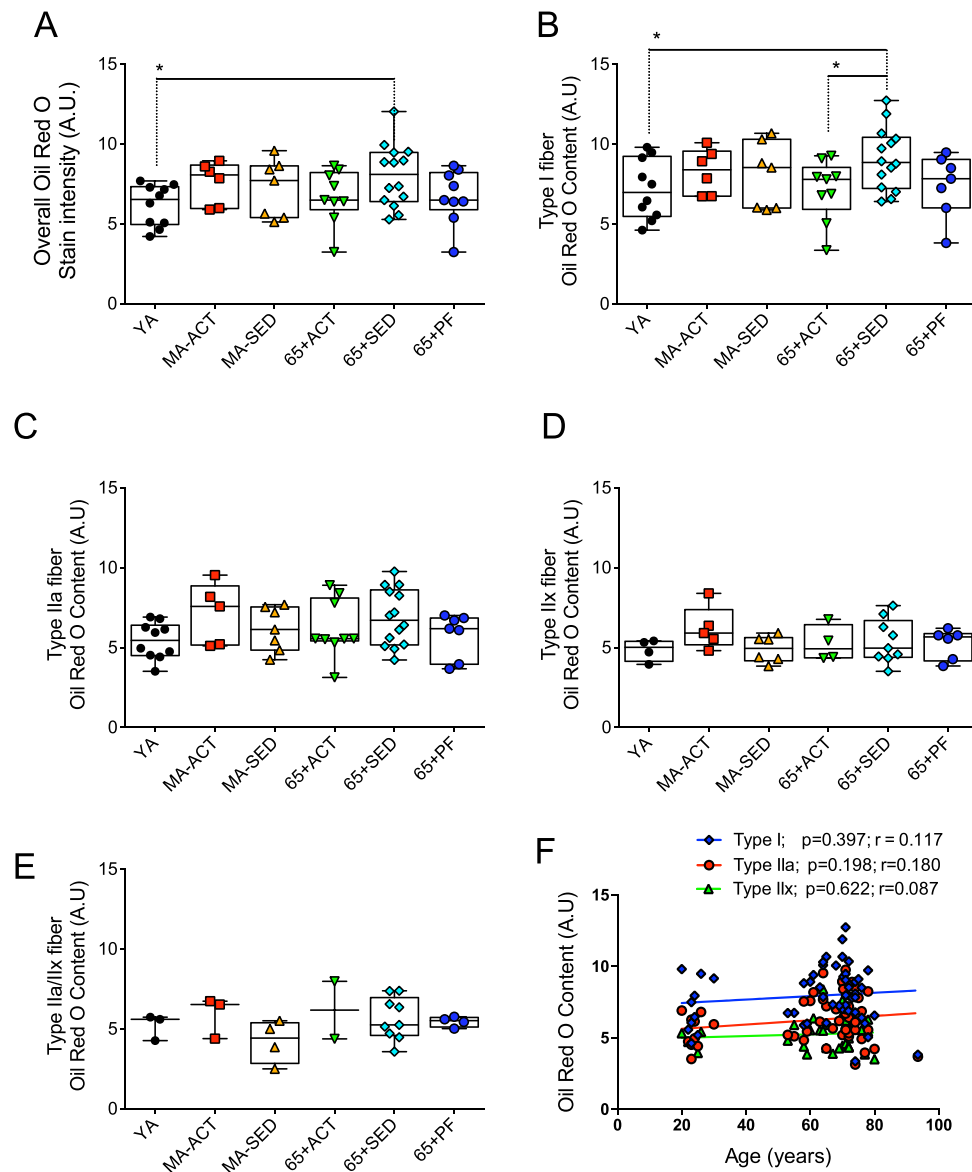 A
Overall Oil Red O
Stain intensity (A.U.)
15
10
5
0
*
YA
MA-ACT
MA-SED
65+ACT
65+SED
65+PF
B
Type I fiber
Oil Red O Content (A.U)
15
10
5
0
*
*
YA
MA-ACT
MA-SED
65+ACT
65+SED
65+PF
C
Type IIa fiber
Oil Red O Content (A.U)
15
10
5
0
YA
MA-ACT
MA-SED
65+ACT
65+SED
65+PF
D
Type IIx fiber
Oil Red O Content (A.U)
15
10
5
0
YA
MA-ACT
MA-SED
65+ACT
65+SED
65+PF
E
Type IIa/IIx fiber
Oil Red O Content (A.U)
15
10
5
0
YA
MA-ACT
MA-SED
65+ACT
65+SED
65+PF
F
Type I; p=0.397; r = 0.117
Type IIa; p=0.198; r=0.180
Type IIx; p=0.622; r=0.087
Oil Red O Content (A.U)
15
10
5
0
0 20 40 60 80 100
Age (years)